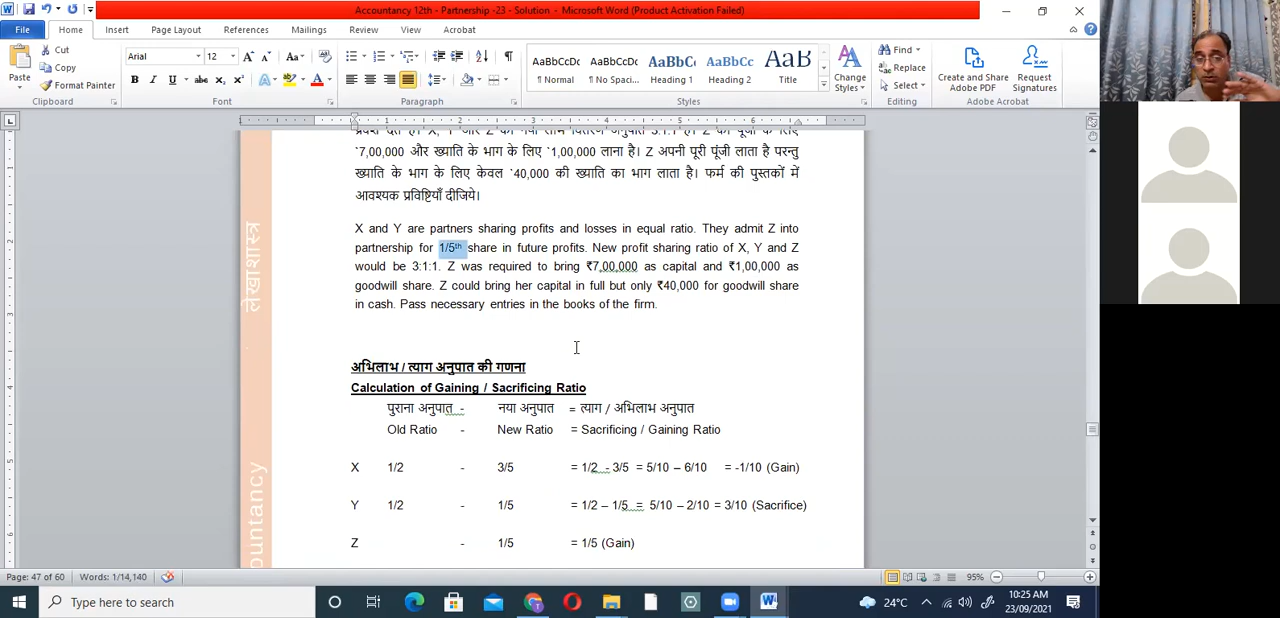 Accountancy 12th - Partnership -23 - Solution - Microsoft Word (Product Activation Failed)
File Home Insert Page Layout References Mailings Review View Acrobat
Paste
Cut
Copy
Format Painter
Clipboard
Arial 12
Font
Paragraph
AaBbCcDc AaBbCcDc AaBbC AaBbCc AaB
¶ Normal ¶ No Spaci... Heading 1 Heading 2 Title
Change Styles
Styles
Find
Replace
Select
Editing
Create and Share Adobe PDF
Request Signatures
Adobe Acrobat
`7,00,000 और ख्याति के भाग के लिए `1,00,000 लाना है। Z अपनी पूरी पूंजी लाता है परन्तु
ख्याति के भाग के लिए केवल `40,000 की ख्याति का भाग लाता है। फर्म की पुस्तकों में
आवश्यक प्रविष्टियाँ दीजिये।
X and Y are partners sharing profits and losses in equal ratio. They admit Z into
partnership for 1/5th share in future profits. New profit sharing ratio of X, Y and Z
would be 3:1:1. Z was required to bring ₹7,00,000 as capital and ₹1,00,000 as
goodwill share. Z could bring her capital in full but only ₹40,000 for goodwill share
in cash. Pass necessary entries in the books of the firm.
अभिलाभ / त्याग अनुपात की गणना
Calculation of Gaining / Sacrificing Ratio
पुराना अनुपात - नया अनुपात = त्याग / अभिलाभ अनुपात
Old Ratio - New Ratio = Sacrificing / Gaining Ratio
X 1/2 - 3/5 = 1/2 - 3/5 = 5/10 – 6/10 = -1/10 (Gain)
Y 1/2 - 1/5 = 1/2 – 1/5 = 5/10 – 2/10 = 3/10 (Sacrifice)
Z - 1/5 = 1/5 (Gain)
लेखाशास्त्र
ountancy
Page: 47 of 60 Words: 1/14,140 95%
Type here to search
24°C
10:25 AM
23/09/2021